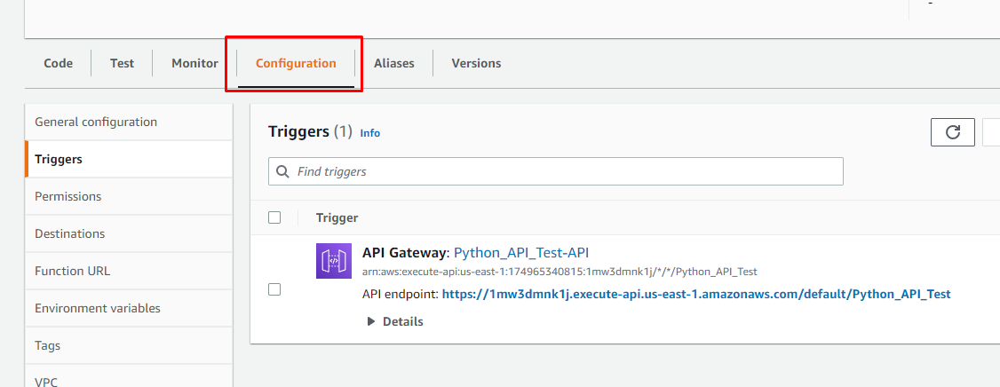 -
Code Test Monitor Configuration Aliases Versions
General configuration
Triggers
Permissions
Destinations
Function URL
Environment variables
Tags
VPC
Triggers (1) Info
Find triggers
Trigger
API Gateway: Python_API_Test-API
arn:aws:execute-api:us-east-1:174965340815:1mw3dmnk1j/*/*/Python_API_Test
API endpoint: https://1mw3dmnk1j.execute-api.us-east-1.amazonaws.com/default/Python_API_Test
Details